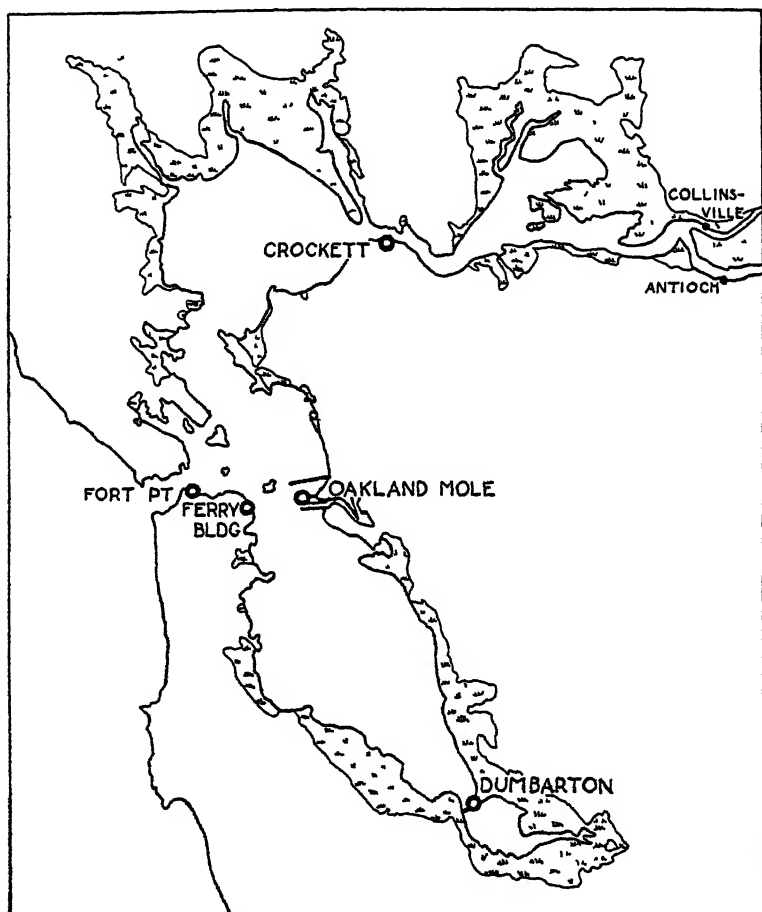 COLLINS-
VILLE
CROCKETT
ANTIOCH
FORT PT
FERRY
BLDG
OAKLAND MOLE
DUMBARTON